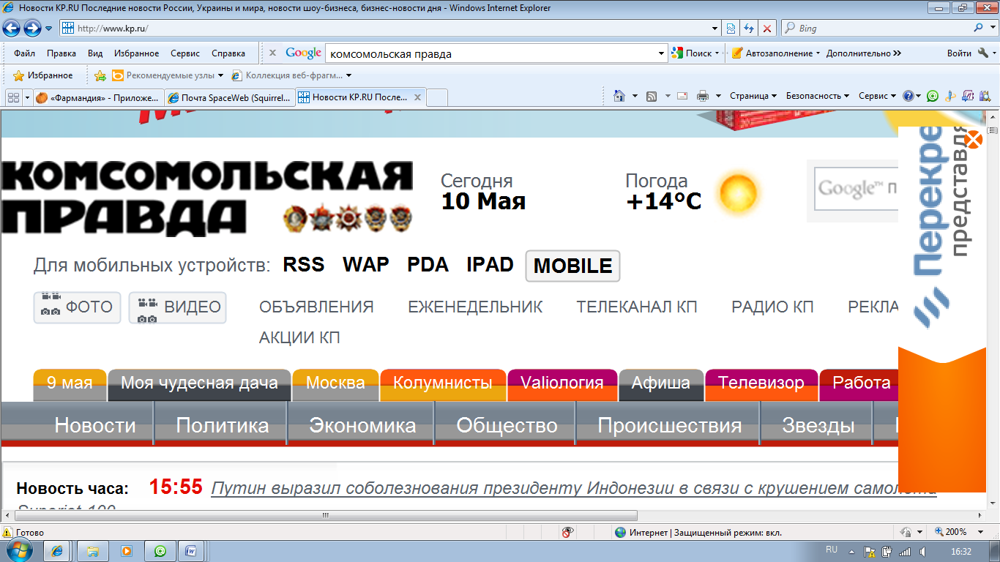 Новости KP.RU Последние новости России, Украины и мира, новости шоу-бизнеса, бизнес-новости дня - Windows Internet Explorer
http://www.kp.ru/
Bing
Файл Правка Вид Избранное Сервис Справка
Google комсомольская правда Поиск Автозаполнение Дополнительно Войти
Избранное Рекомендуемые узлы Коллекция веб-фрагм...
«Фармандия» - Приложе... Почта SpaceWeb (Squirrel... Новости KP.RU После... Страница Безопасность Сервис
КОМСОМОЛЬСКАЯ
ПРАВДА
Сегодня
10 Мая
Погода
+14°C
Google™ п
Перекре
представля
Для мобильных устройств: RSS WAP PDA IPAD MOBILE
ФОТО ВИДЕО ОБЪЯВЛЕНИЯ ЕЖЕНЕДЕЛЬНИК ТЕЛЕКАНАЛ КП РАДИО КП РЕКЛА
АКЦИИ КП
9 мая Моя чудесная дача Москва Колумнисты Valiология Афиша Телевизор Работа
Новости Политика Экономика Общество Происшествия Звезды
Новость часа: 15:55 Путин выразил соболезнования президенту Индонезии в связи с крушением самолета
Superjet 100
Готово Интернет | Защищенный режим: вкл. 200%
RU 16:32